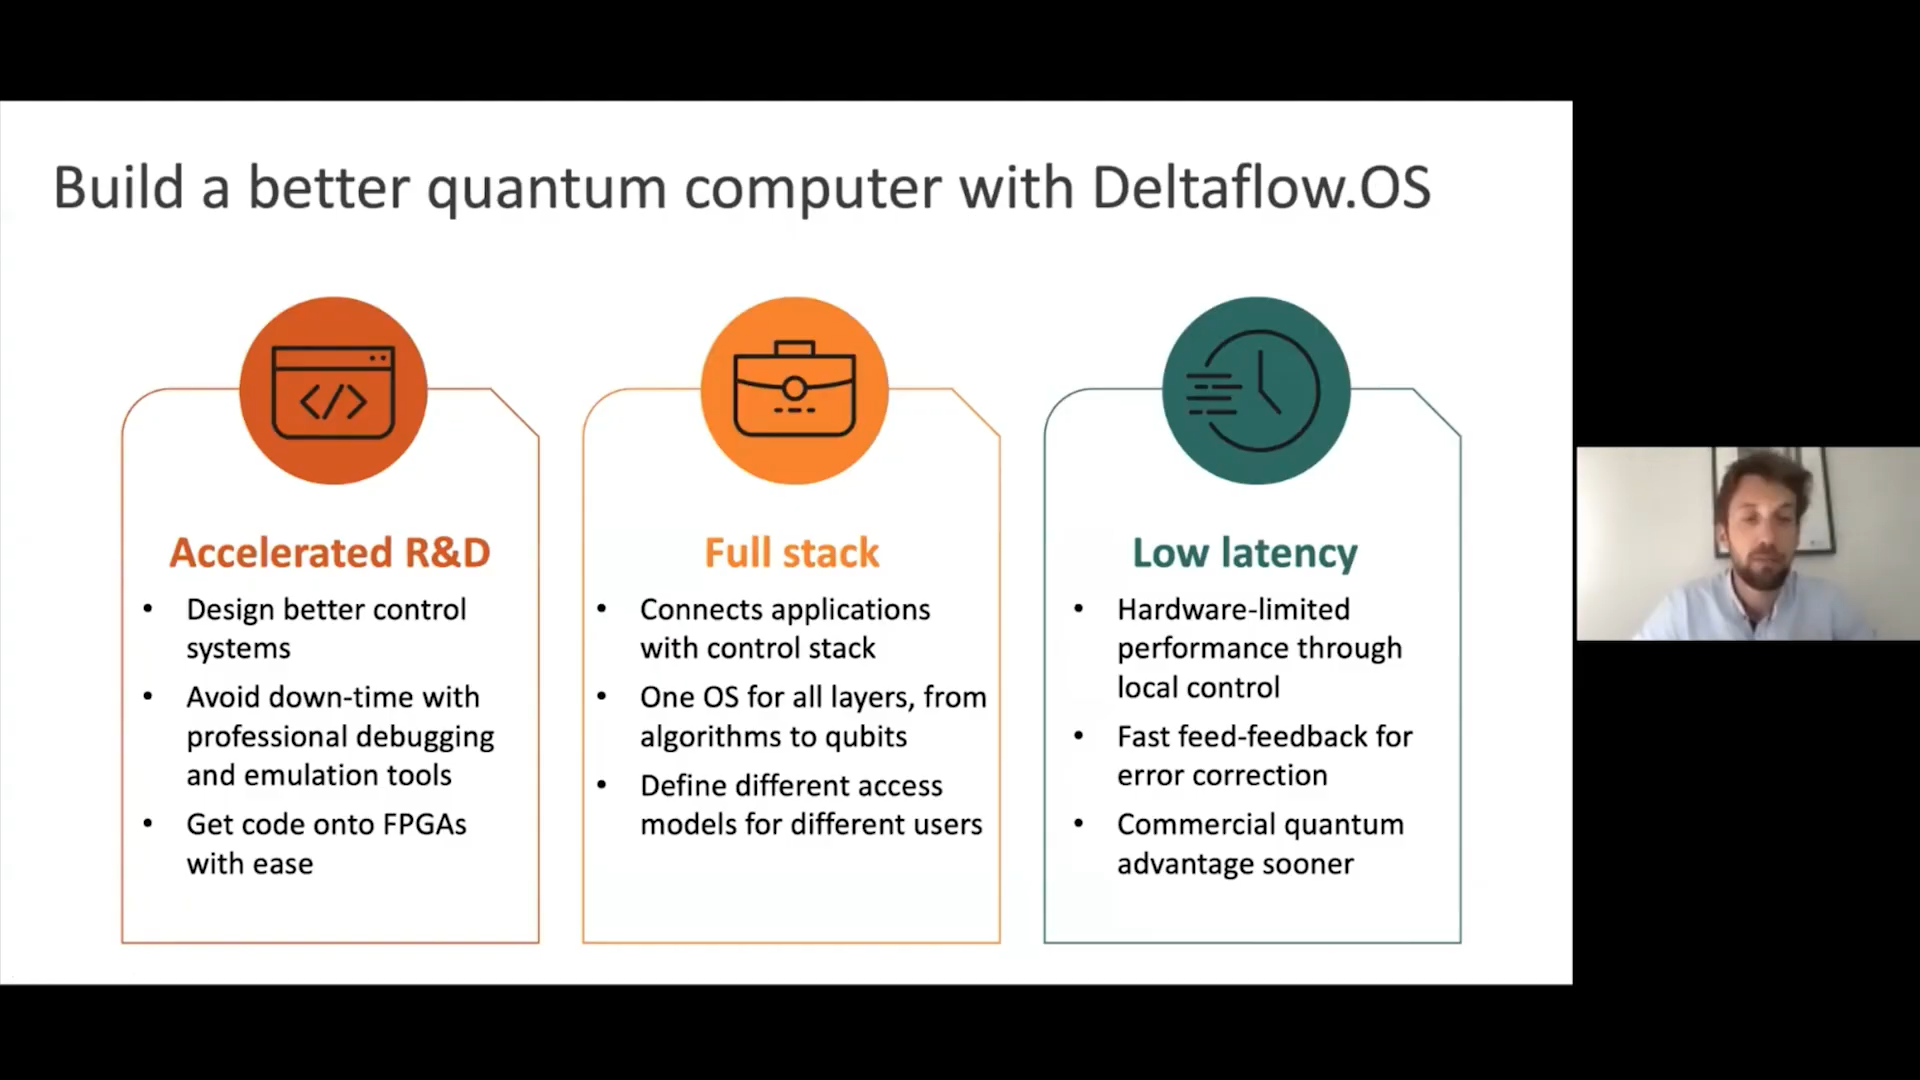 Build a better quantum computer with Deltaflow.OS
</>
Accelerated R&D
• Design better control
systems
• Avoid down-time with
professional debugging
and emulation tools
• Get code onto FPGAs
with ease
Full stack
• Connects applications
with control stack
• One OS for all layers, from
algorithms to qubits
• Define different access
models for different users
Low latency
• Hardware-limited
performance through
local control
• Fast feed-feedback for
error correction
• Commercial quantum
advantage sooner